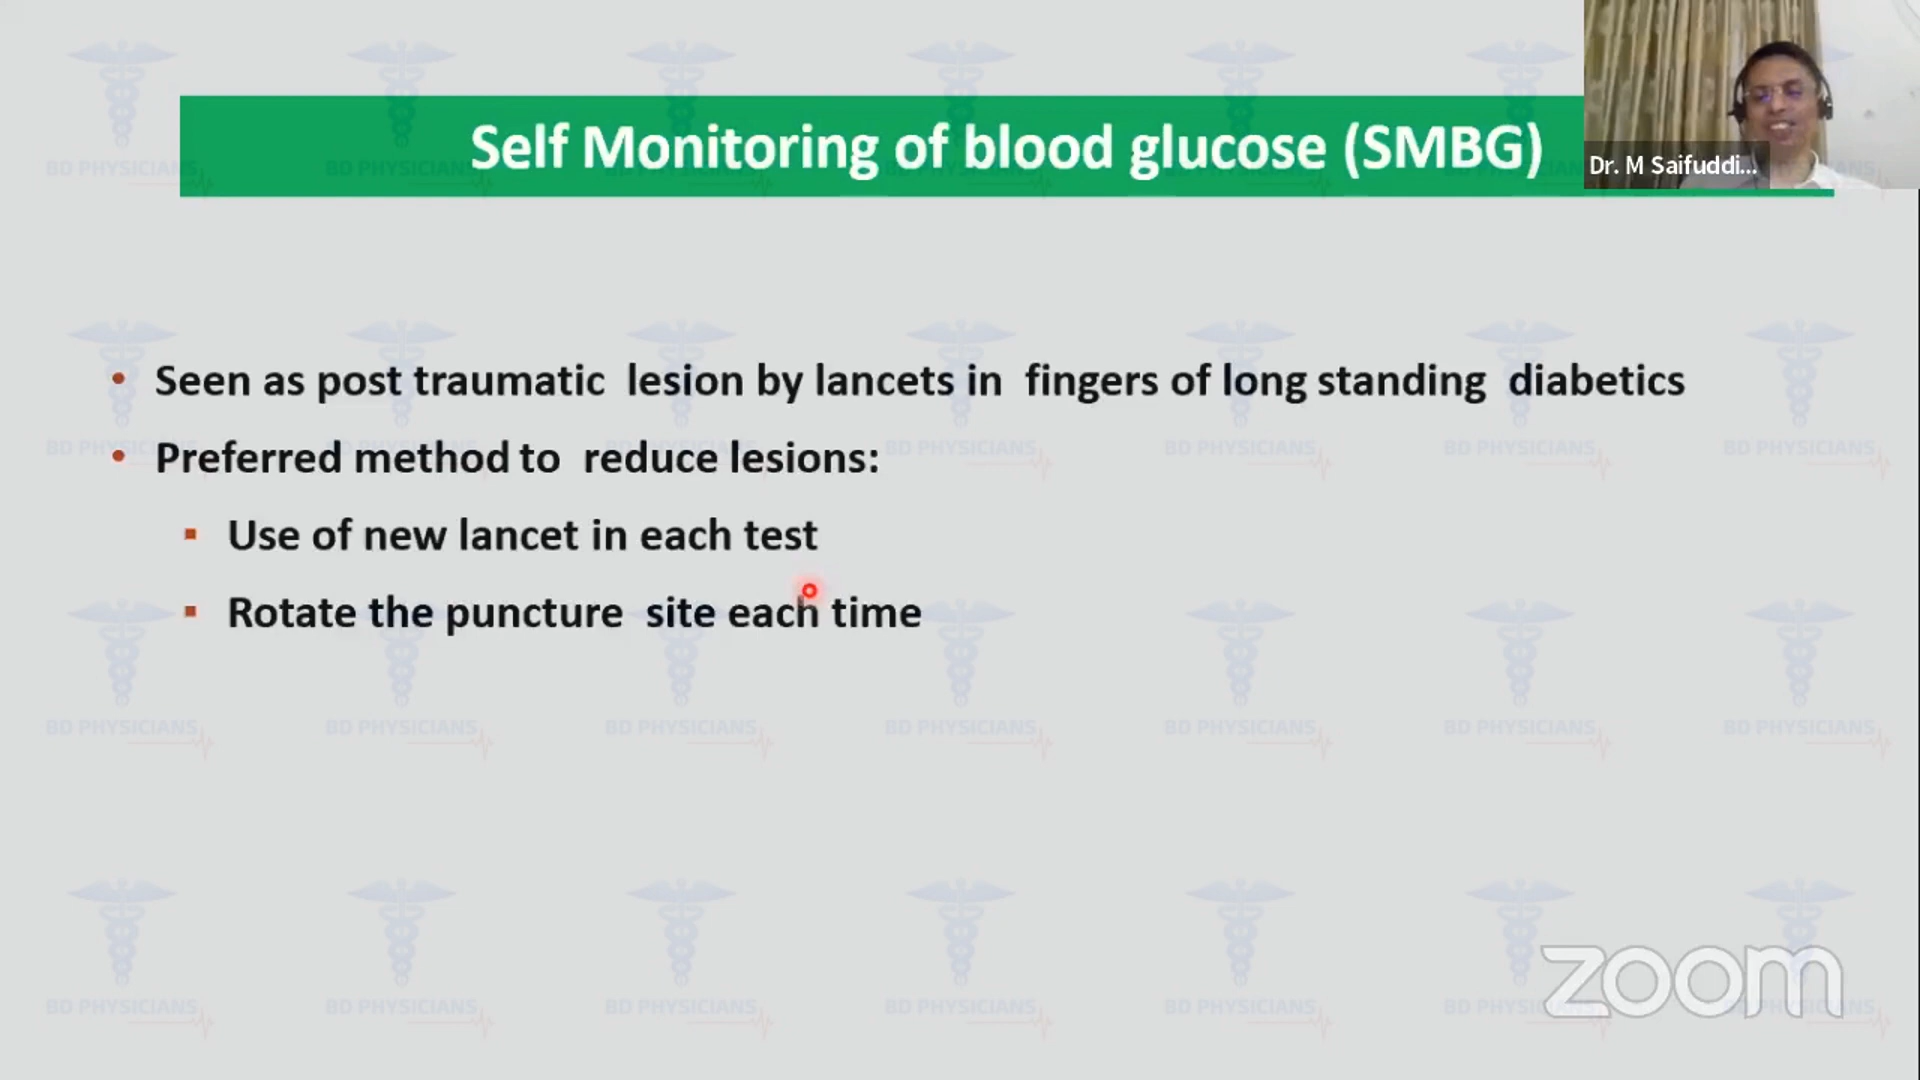 Self Monitoring of blood glucose (SMBG)
Dr. M Saifuddi...
• Seen as post traumatic lesion by lancets in fingers of long standing diabetics
• Preferred method to reduce lesions:
▪ Use of new lancet in each test
▪ Rotate the puncture site each time
BD PHYSICIANS
zoom